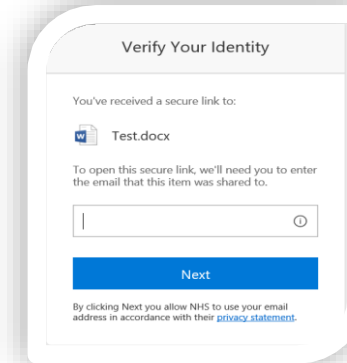 Verify Your Identity
You've received a secure link to:
Test.docx
To open this secure link, we'll need you to enter
the email that this item was shared to.
Next
By clicking Next you allow NHS to use your email
address in accordance with their privacy statement.